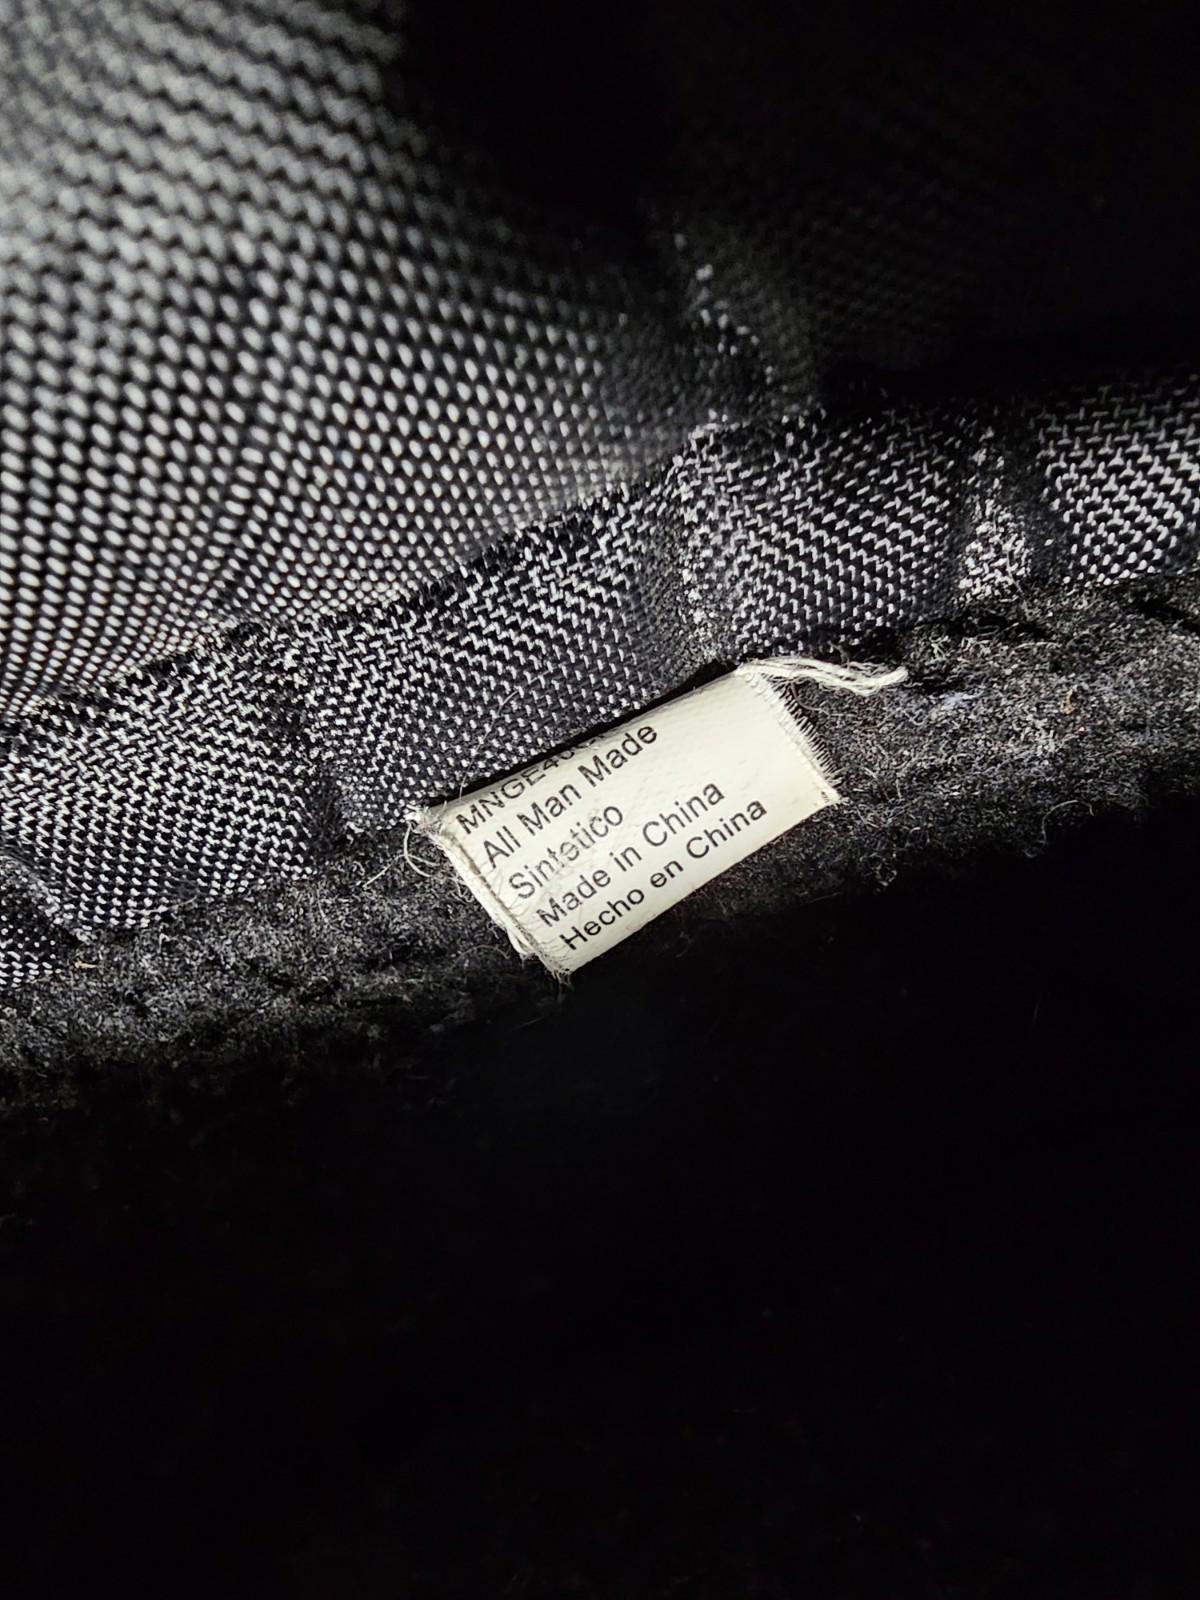 All Man Made
Sintetico
Made in China
Hecho en China